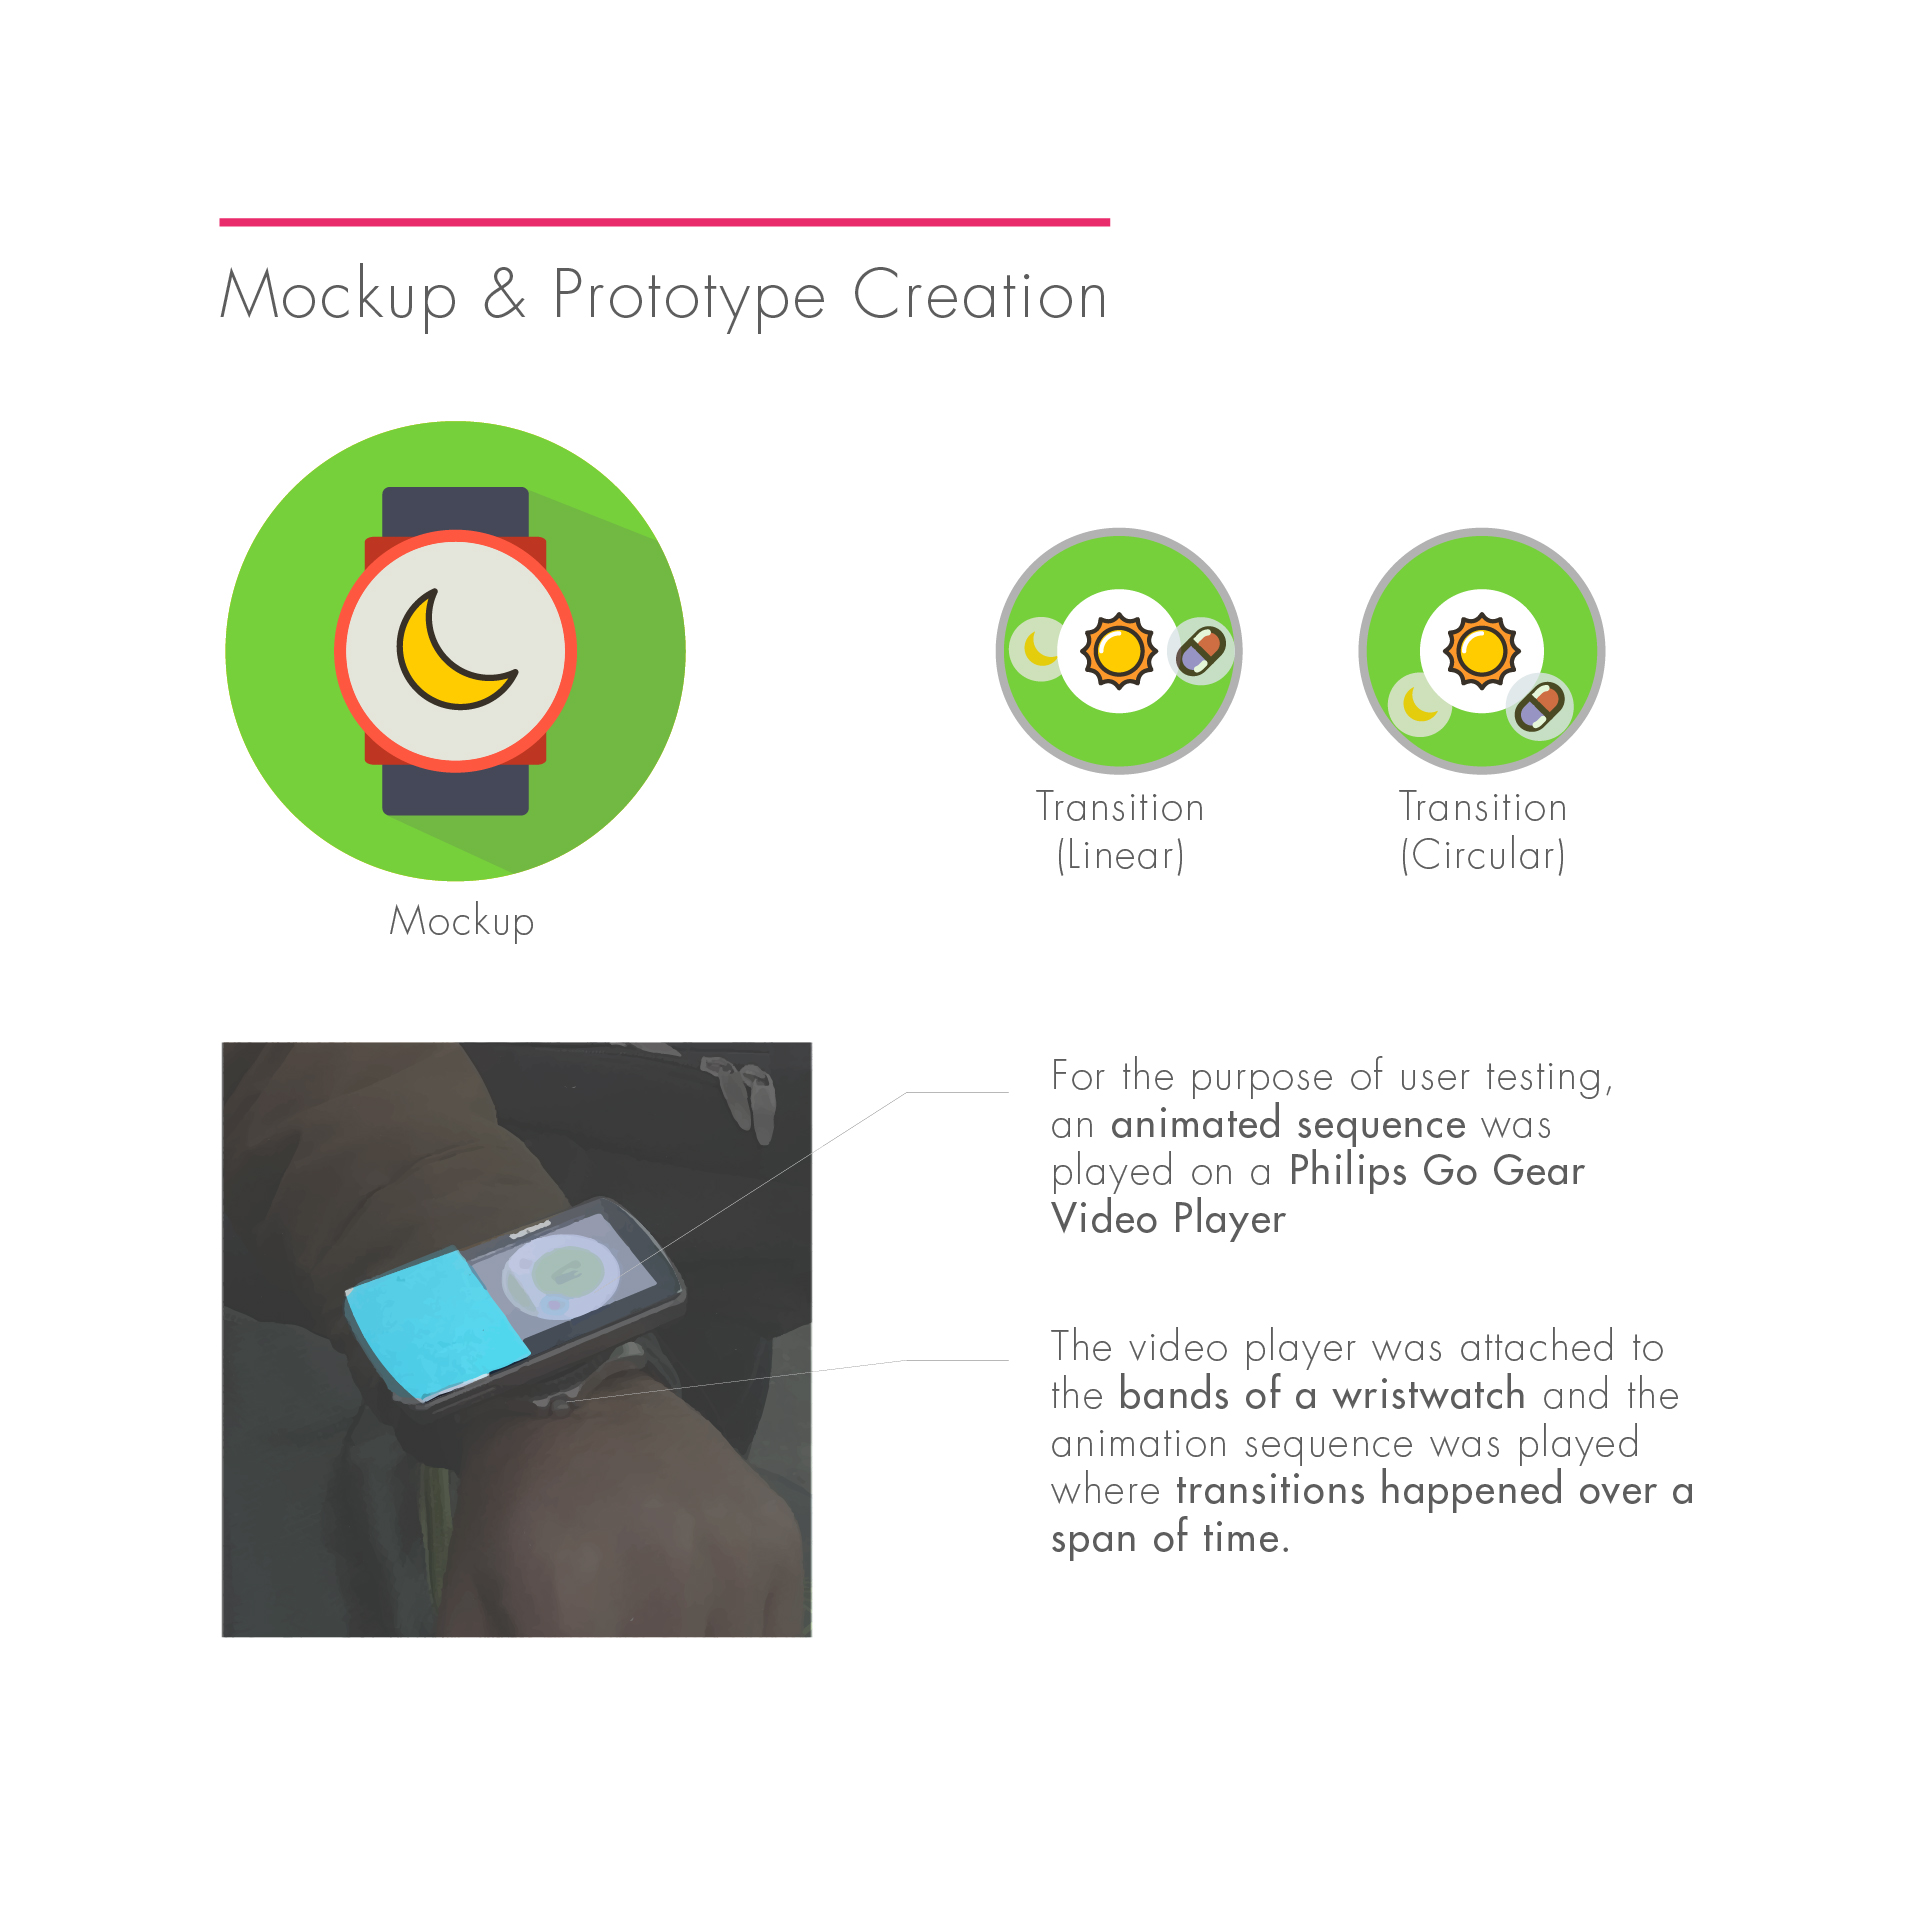 Mockup & Prototype Creation
Mockup
Transition
(Linear)
Transition
(Circular)
For the purpose of user testing,
an animated sequence was
played on a Philips Go Gear
Video Player
The video player was attached to
the bands of a wristwatch and the
animation sequence was played
where transitions happened over a
span of time.